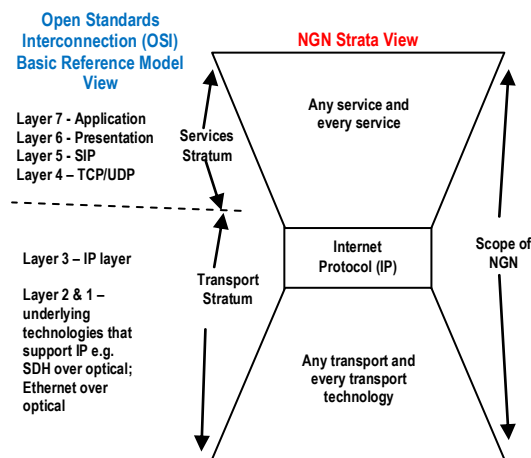 Open Standards
Interconnection (OSI)
Basic Reference Model
View
NGN Strata View
Layer 7 - Application
Layer 6 - Presentation
Layer 5 - SIP
Layer 4 – TCP/UDP
Services
Stratum
Any service and
every service
Layer 3 – IP layer
Layer 2 & 1 –
underlying
technologies that
support IP e.g.
SDH over optical;
Ethernet over
optical
Transport
Stratum
Internet
Protocol (IP)
Scope of
NGN
Any transport and
every transport
technology